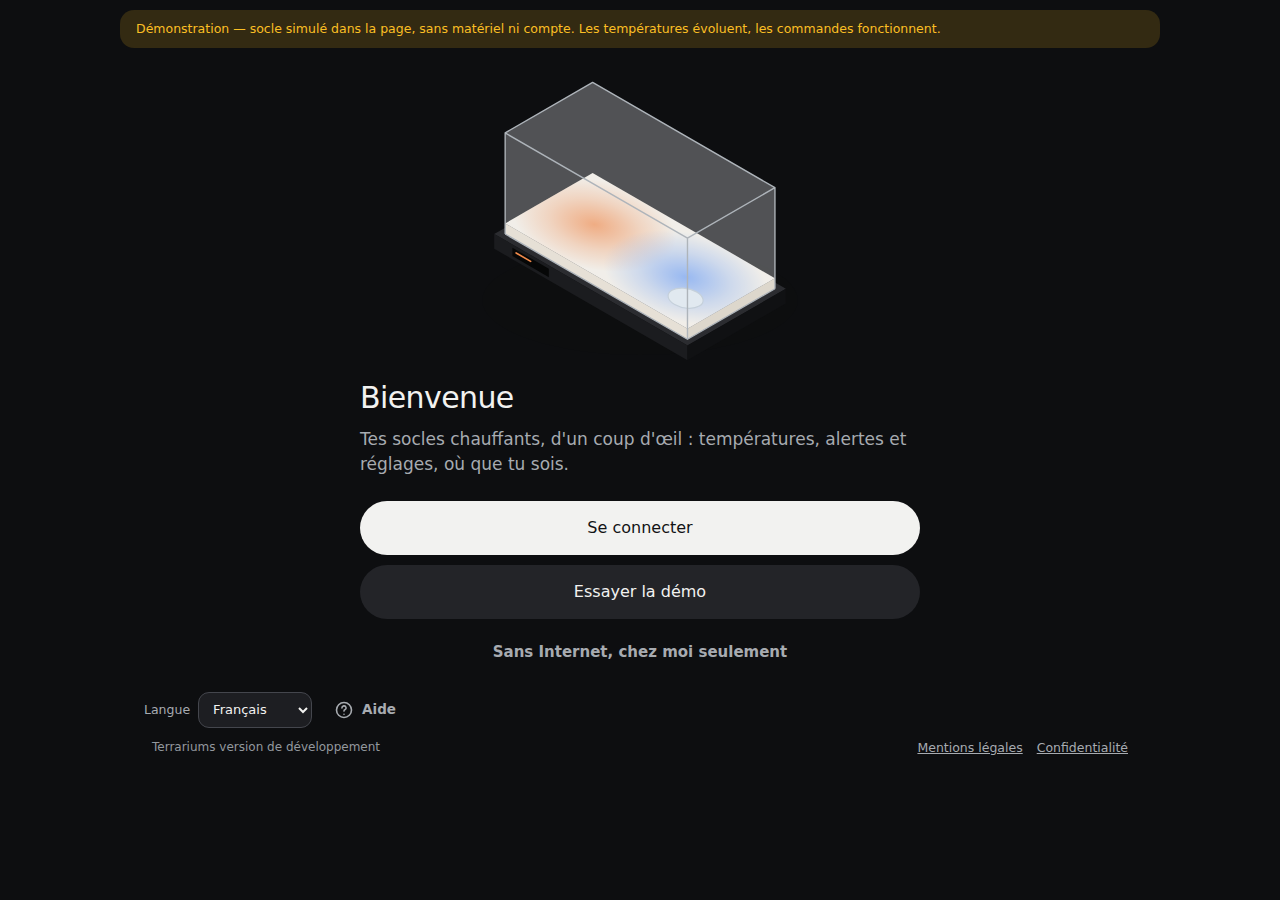 Démonstration — socle simulé dans la page, sans matériel ni compte. Les températures évoluent, les commandes fonctionnent.
Bienvenue
Tes socles chauffants, d'un coup d'œil : températures, alertes et
réglages, où que tu sois.
Se connecter
Essayer la démo
Sans Internet, chez moi seulement
Langue Français Aide
Terrariums version de développement Mentions légales Confidentialité